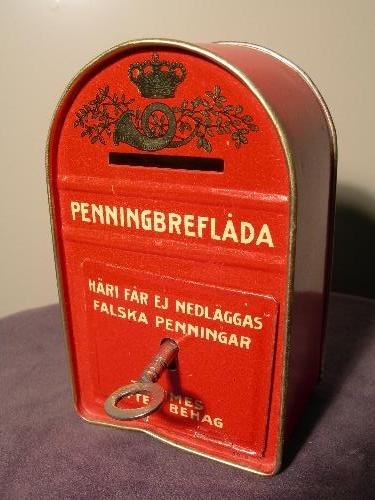 PENNINGBREFLÅDA
HÄRI FÅR EJ NEDLÄGGAS
FALSKA PENNINGAR
BEHAG